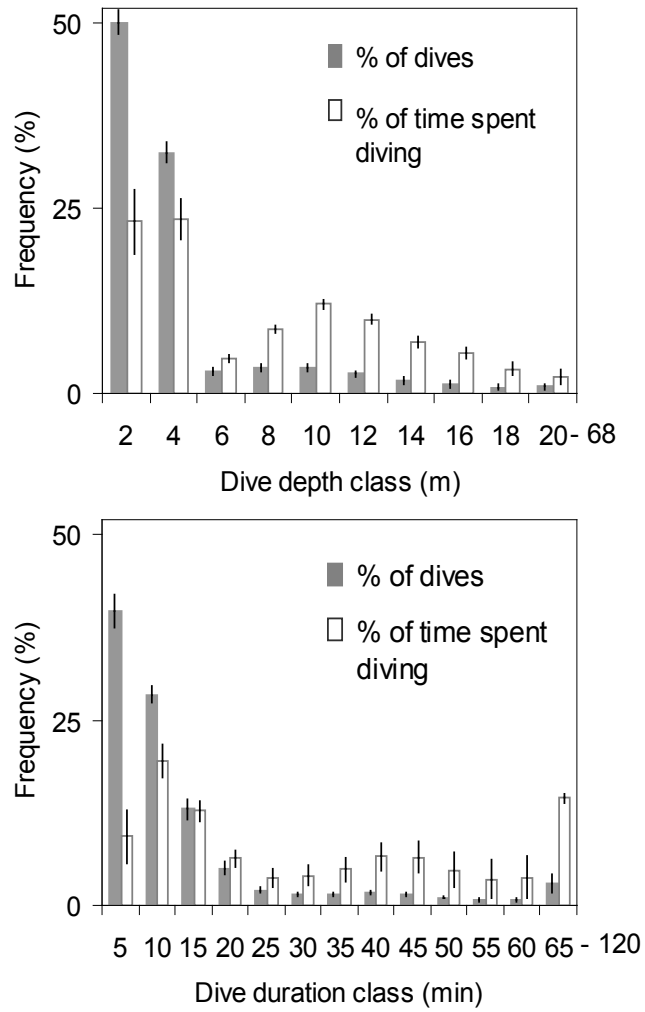 50
% of dives
% of time spent
diving
25
0
Frequency (%)
2 4 6 8 10 12 14 16 18 20 - 68
Dive depth class (m)
50
% of dives
% of time spent
diving
25
0
Frequency (%)
5 10 15 20 25 30 35 40 45 50 55 60 65 - 120
Dive duration class (min)